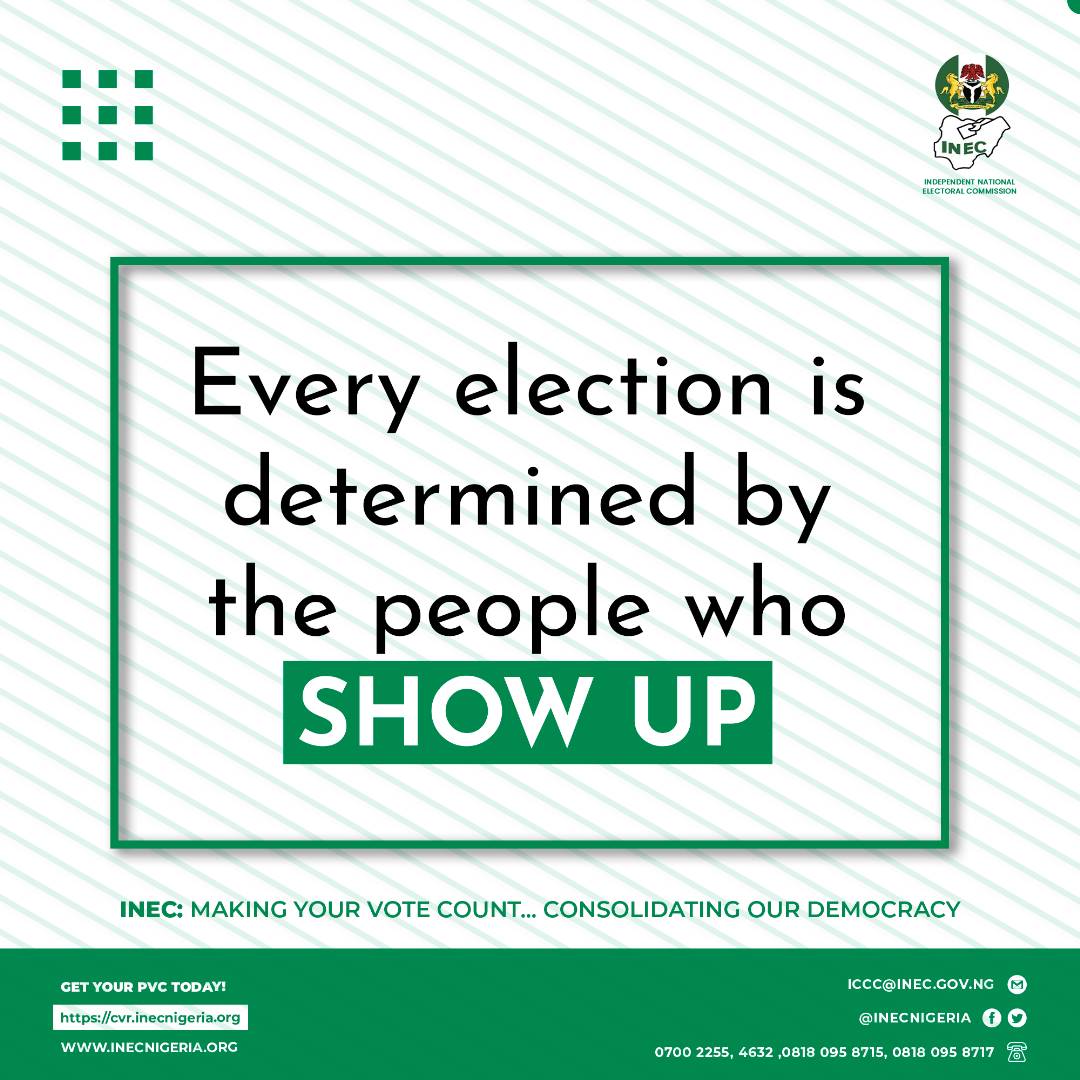 INEC
INDEPENDENT NATIONAL
ELECTORAL COMMISSION
Every election is
determined by
the people who
SHOW UP
INEC: MAKING YOUR VOTE COUNT... CONSOLIDATING OUR DEMOCRACY
GET YOUR PVC TODAY!
https://cvr.inecnigeria.org
WWW.INECNIGERIA.ORG
ICCC@INEC.GOV.NG
@INECNIGERIA
0700 2255, 4632 ,0818 095 8715, 0818 095 8717